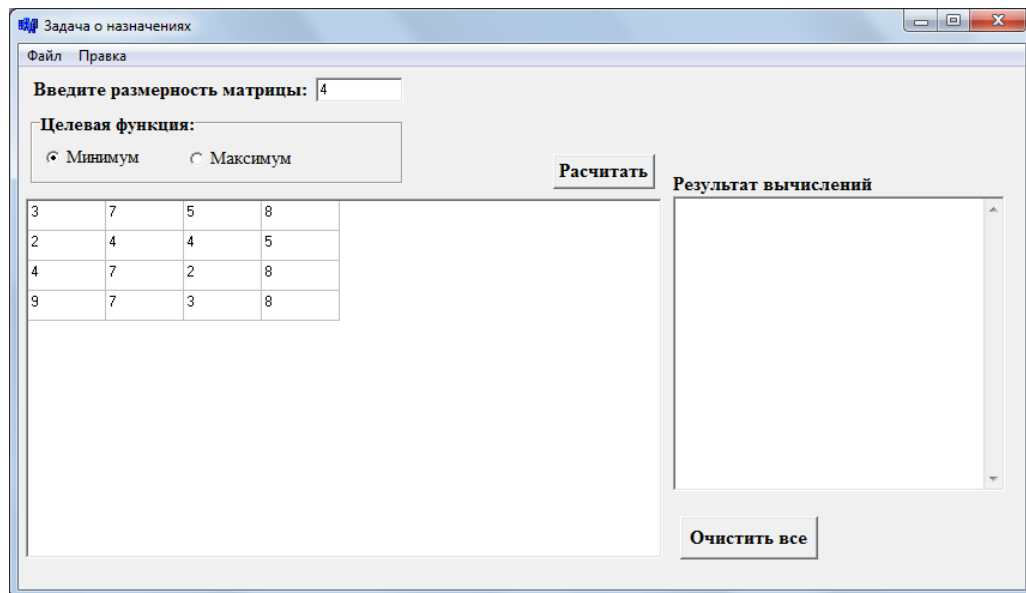 Задача о назначениях
Файл Правка
Введите размерность матрицы: 4
Целевая функция:
Минимум Максимум
Расчитать
Результат вычислений
3 7 5 8
2 4 4 5
4 7 2 8
9 7 3 8
Очистить все